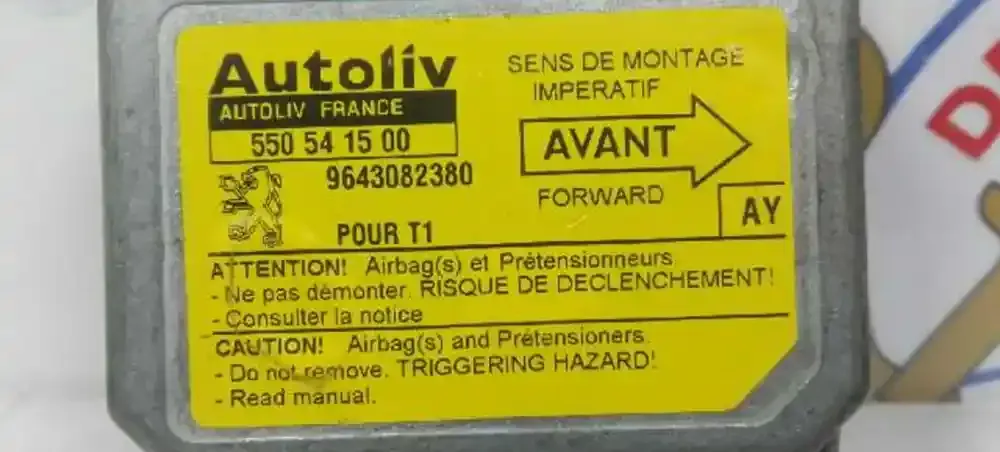 Autoliv
AUTOLIV FRANCE
550 54 15 00
9643082380
POUR T1
SENS DE MONTAGE
IMPERATIF
AVANT
FORWARD
AY
ATTENTION! Airbag(s) et Prétensionneurs
- Ne pas démonter. RISQUE DE DECLENCHEMENT!
- Consulter la notice
CAUTION! Airbag(s) and Prétensioners.
- Do not remove. TRIGGERING HAZARD!
- Read manual.